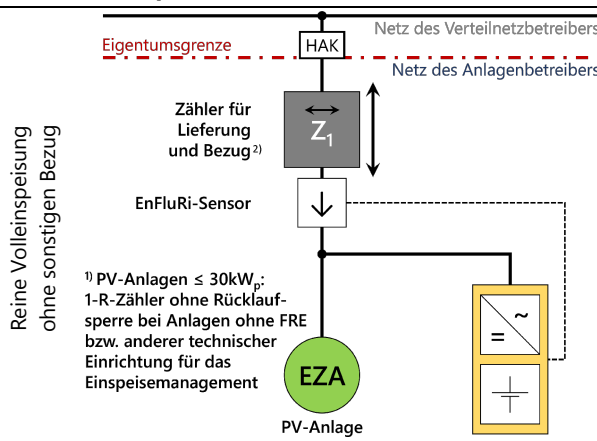 Netz des Verteilnetzbetreibers
Eigentumsgrenze
HAK
Netz des Anlagenbetreibers
Reine Volleinspeisung
ohne sonstigen Bezug
Zähler für
Lieferung
und Bezug 2)
Z1
EnFluRi-Sensor
1) PV-Anlagen ≤ 30kWp:
1-R-Zähler ohne Rücklauf-
sperre bei Anlagen ohne FRE
bzw. anderer technischer
Einrichtung für das
Einspeisemanagement
~
=
EZA
PV-Anlage